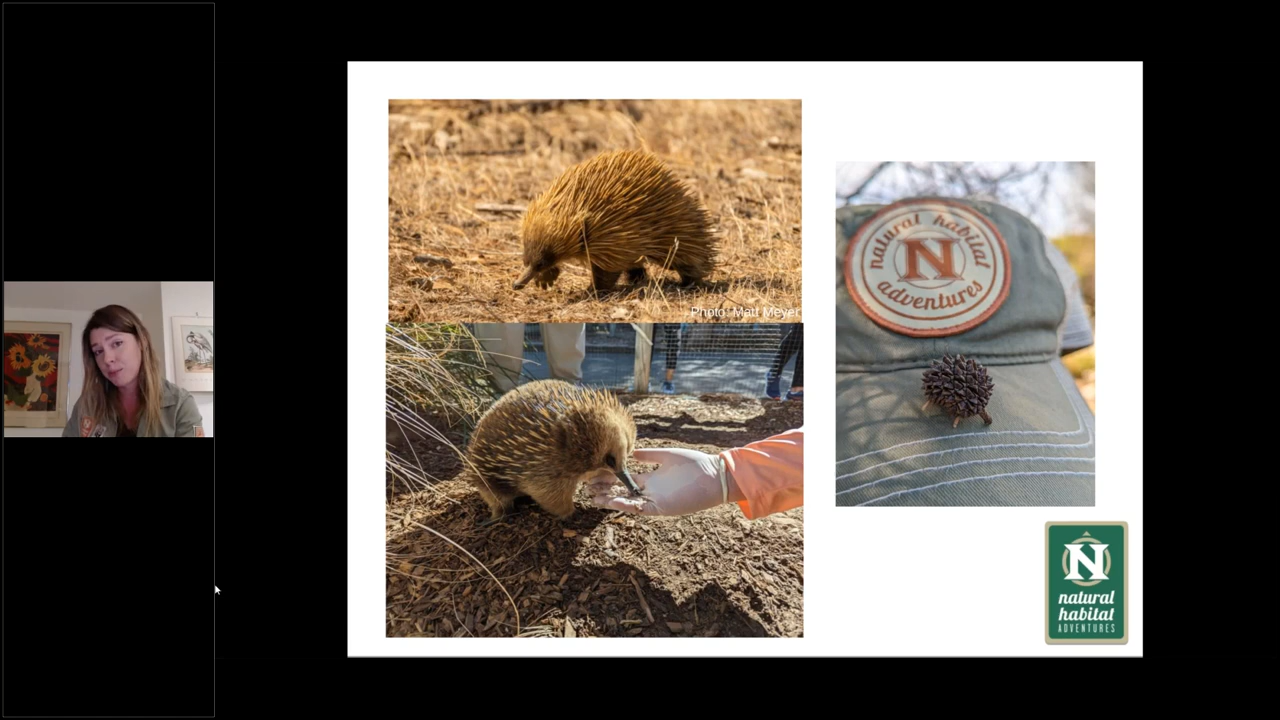 Photo: Matt Meyer
natural habitat
N
adventures
N
natural
habitat
ADVENTURES